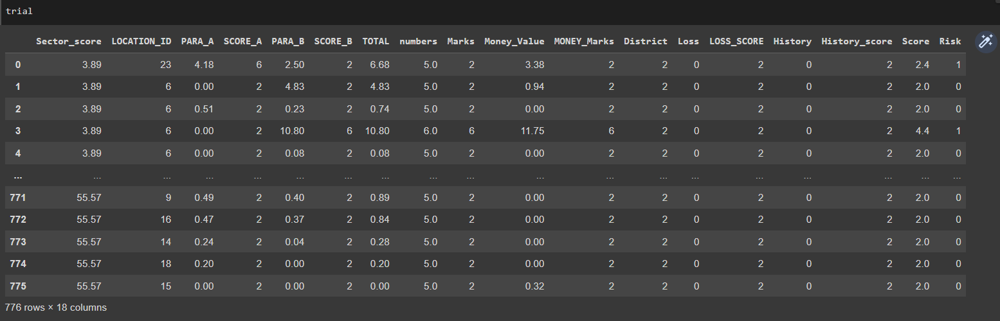 trial
Sector_score LOCATION_ID PARA_A SCORE_A PARA_B SCORE_B TOTAL numbers Marks Money_Value MONEY_Marks District Loss LOSS_SCORE History History_score Score Risk
0 3.89 23 4.18 6 2.50 2 6.68 5.0 2 3.38 2 2 0 2 0 2 2.4 1
1 3.89 6 0.00 2 4.83 2 4.83 5.0 2 0.94 2 2 0 2 0 2 2.0 0
2 3.89 6 0.51 2 0.23 2 0.74 5.0 2 0.00 2 2 0 2 0 2 2.0 0
3 3.89 6 0.00 2 10.80 6 10.80 6.0 6 11.75 6 2 0 2 0 2 4.4 1
4 3.89 6 0.00 2 0.08 2 0.08 5.0 2 0.00 2 2 0 2 0 2 2.0 0
... ... ... ... ... ... ... ... ... ... ... ... ... ... ... ... ... ... ...
771 55.57 9 0.49 2 0.40 2 0.89 5.0 2 0.00 2 2 0 2 0 2 2.0 0
772 55.57 16 0.47 2 0.37 2 0.84 5.0 2 0.00 2 2 0 2 0 2 2.0 0
773 55.57 14 0.24 2 0.04 2 0.28 5.0 2 0.00 2 2 0 2 0 2 2.0 0
774 55.57 18 0.20 2 0.00 2 0.20 5.0 2 0.00 2 2 0 2 0 2 2.0 0
775 55.57 15 0.00 2 0.00 2 0.00 5.0 2 0.32 2 2 0 2 0 2 2.0 0
776 rows × 18 columns